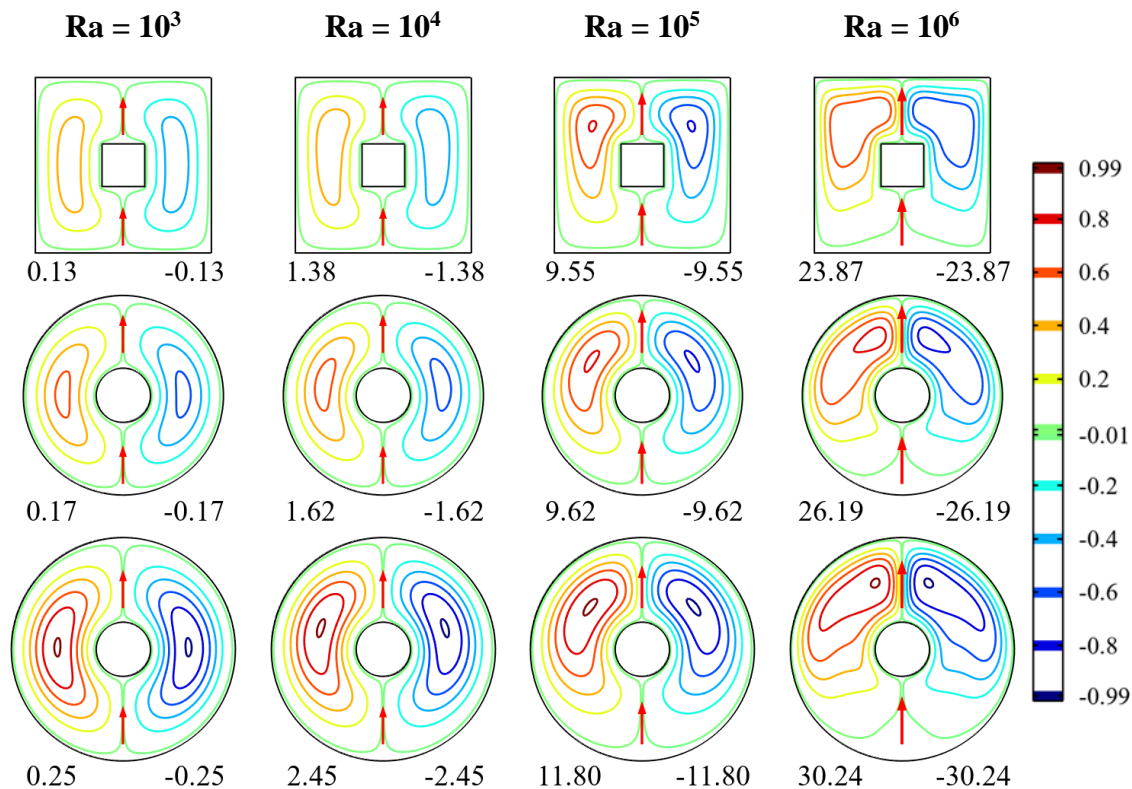 Ra = 10³ Ra = 10⁴ Ra = 10⁵ Ra = 10⁶
0.13 -0.13 1.38 -1.38 9.55 -9.55 23.87 -23.87
0.17 -0.17 1.62 -1.62 9.62 -9.62 26.19 -26.19
0.25 -0.25 2.45 -2.45 11.80 -11.80 30.24 -30.24
0.99
0.8
0.6
0.4
0.2
-0.01
-0.2
-0.4
-0.6
-0.8
-0.99